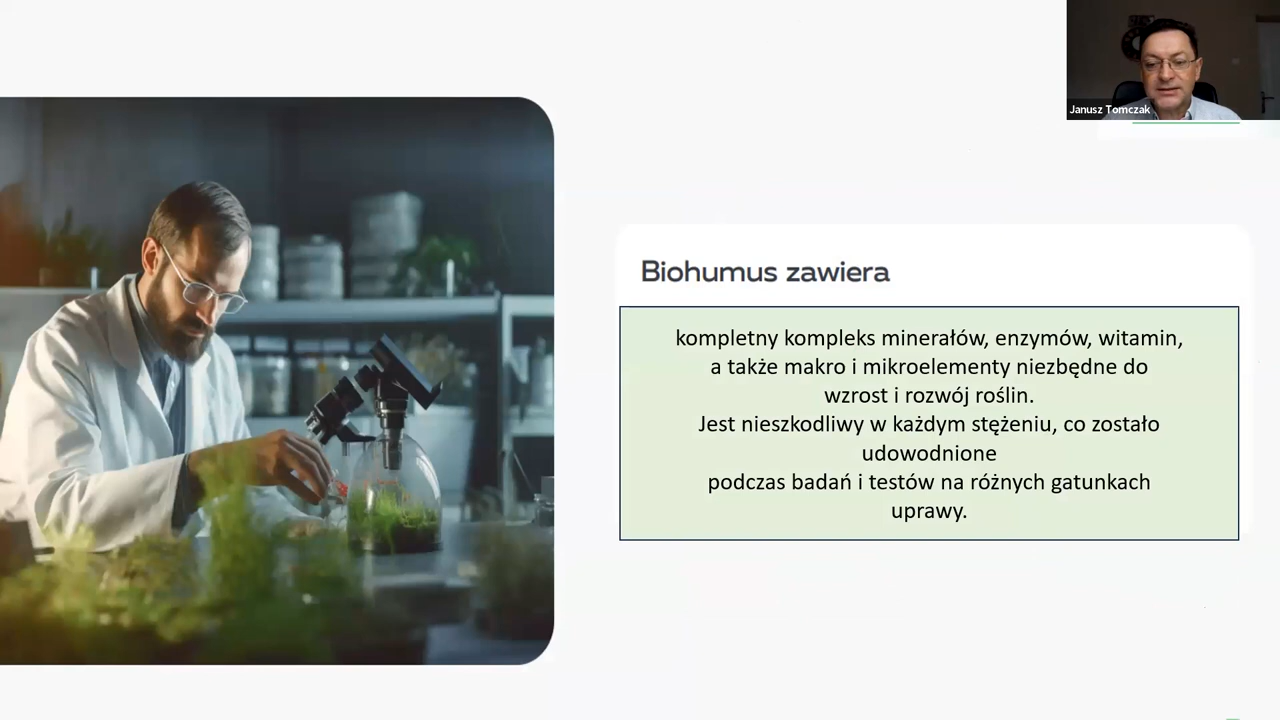 Janusz Tomczak
Biohumus zawiera
kompletny kompleks minerałów, enzymów, witamin,
a także makro i mikroelementy niezbędne do
wzrost i rozwój roślin.
Jest nieszkodliwy w każdym stężeniu, co zostało
udowodnione
podczas badań i testów na różnych gatunkach
uprawy.